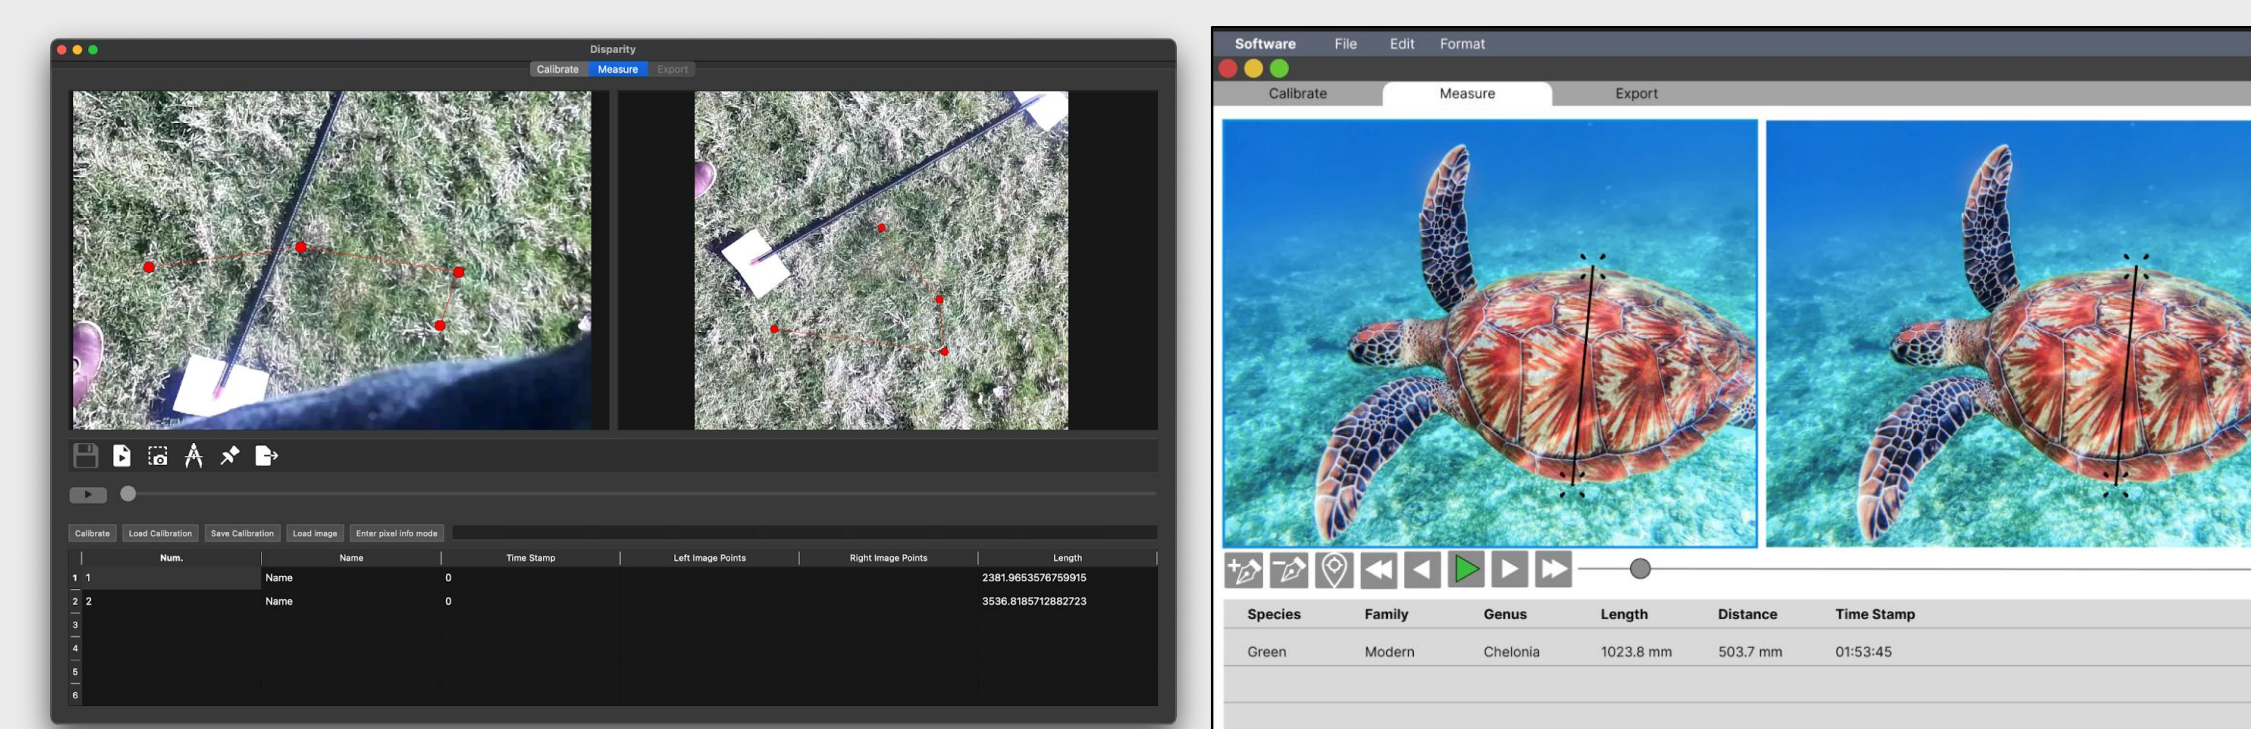 Disparity
Calibrate Measure Export
Calibrate Load Calibration Save Calibration Load image Enter pixel info mode
Num. Name Time Stamp Left Image Points Right Image Points Length
1 1 Name 0 2381.9653576759915
2 2 Name 0 3536.8185712882723
3
4
5
6
Software File Edit Format
Calibrate Measure Export
Species Family Genus Length Distance Time Stamp
Green Modern Chelonia 1023.8 mm 503.7 mm 01:53:45